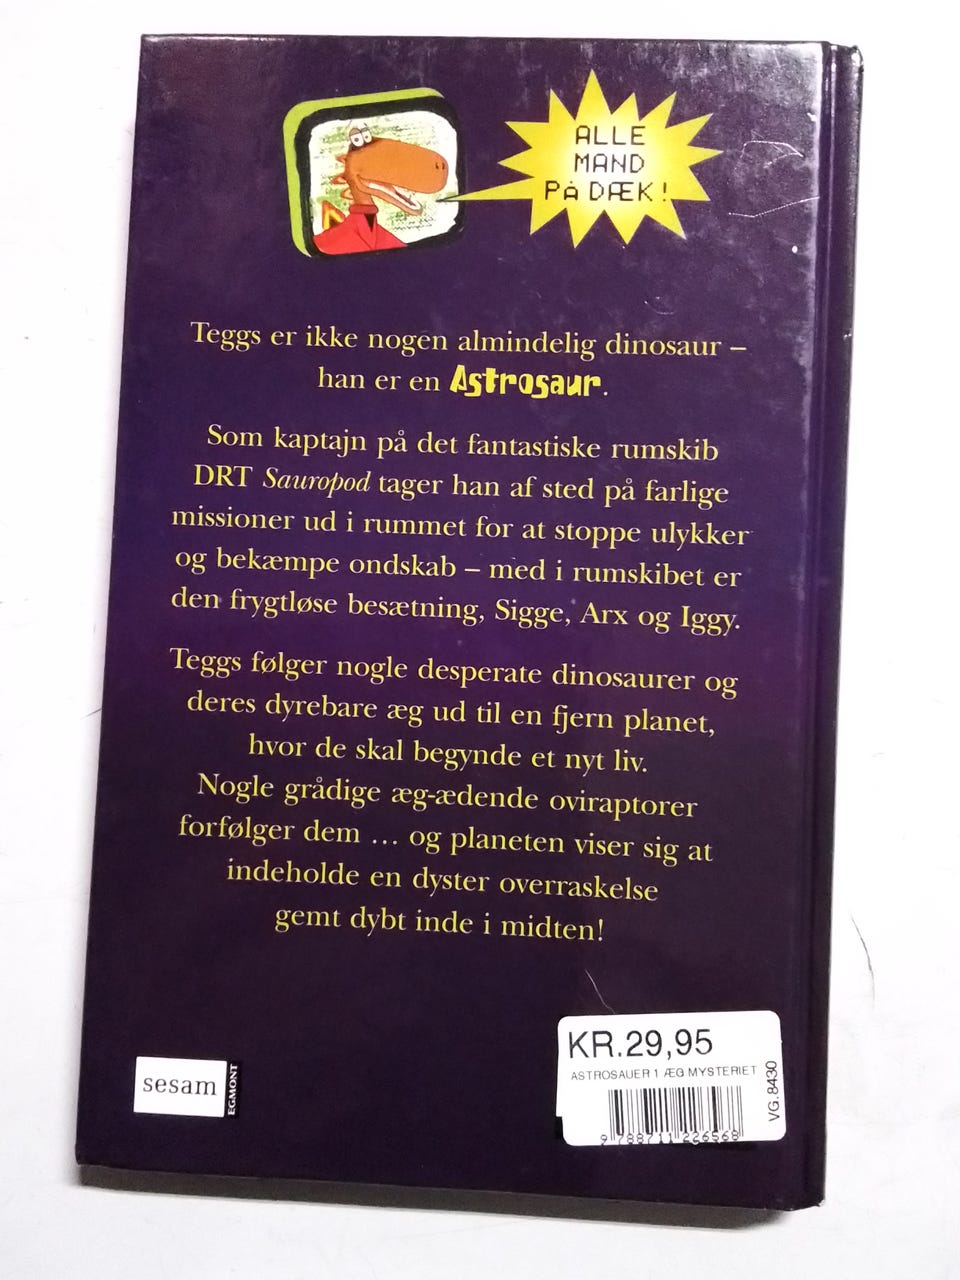 ALLE
MAND
PÅ DÆK!
Teggs er ikke nogen almindelig dinosaur –
han er en Astrosaur.
Som kaptajn på det fantastiske rumskib
DRT Sauropod tager han af sted på farlige
missioner ud i rummet for at stoppe ulykker
og bekæmpe ondskab – med i rumskibet er
den frygtløse besætning, Sigge, Arx og Iggy.
Teggs følger nogle desperate dinosaurer og
deres dyrebare æg ud til en fjern planet,
hvor de skal begynde et nyt liv.
Nogle grådige æg-ædende oviraptorer
forfølger dem ... og planeten viser sig at
indeholde en dyster overraskelse
gemt dybt inde i midten!
KR.29,95
ASTROSAUER 1 ÆG MYSTERIET
VG.8430
9 788711 226568
sesam
EGMONT